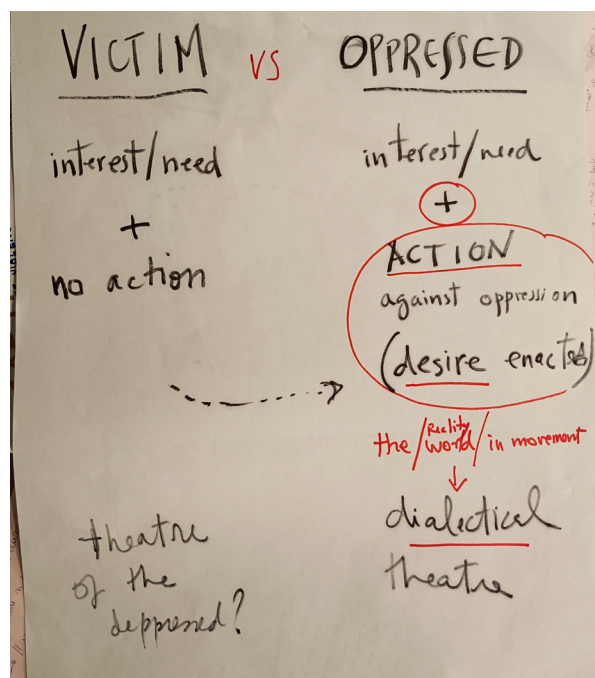 VICTIM vs OPPRESSED
interest/need
+
no action
interest/need
+
ACTION
against oppression
(desire enacted)
Reality
the/world/in movement
dialectical
theatre
theatre
of the
deppressed?